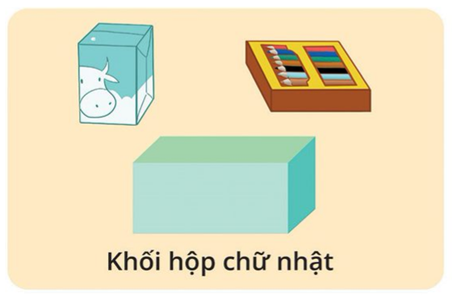 Khối hộp chữ nhật